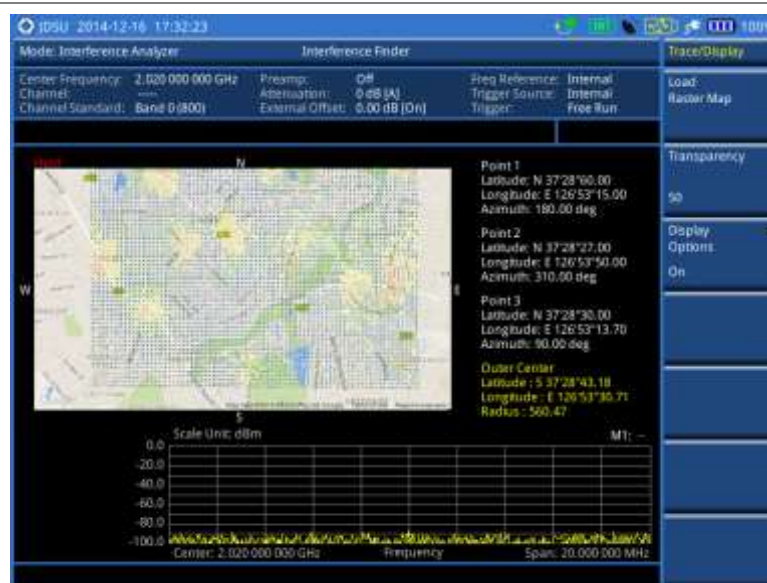 JDSU 2014-12-16 17:32:23
100%
Mode: Interference Analyzer
Interference Finder
Trace/Display
Center Frequency: 2.020 000 000 GHz
Channel: ----
Channel Standard: Band 0 (800)
Preamp: Off
Attenuation: 0 dB [A]
External Offset: 0.00 dB [On]
Freq Reference: Internal
Trigger Source: Internal
Trigger: Free Run
Load
Raster Map
Transparency
50
Display
Options
On
Hold
N
W
E
S
Point 1
Latitude: N 37'28"60.00
Longitude: E 126'53"15.00
Azimuth: 180.00 deg
Point 2
Latitude: N 37'28"27.00
Longitude: E 126'53"50.00
Azimuth: 310.00 deg
Point 3
Latitude: N 37'28"30.00
Longitude: E 126'53"13.70
Azimuth: 90.00 deg
Outer Center
Latitude : S 37'28"43.18
Longitude : E 126'53"30.71
Radius : 560.47
Scale Unit: dBm
M1: --
0.0
-20.0
-40.0
-60.0
-80.0
-100.0
Center: 2.020 000 000 GHz
Frequency
Span: 20.000 000 MHz